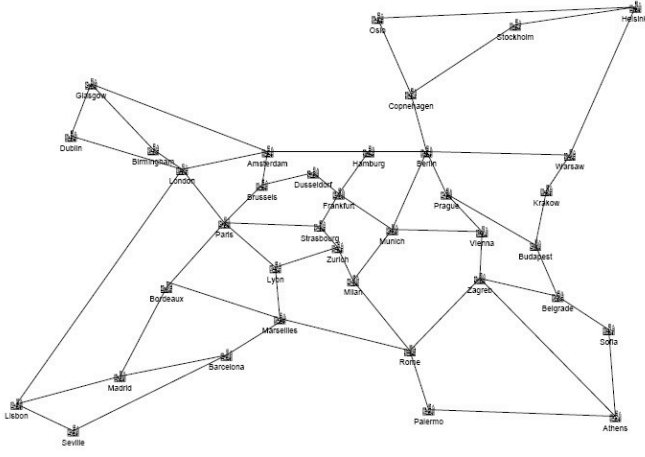 Oslo
Helsinki
Stockholm
Glasgow
Copnehagen
Dublin
Birmingham
London
Amsterdam
Hamburg
Berlin
Warsaw
Dusseldorf
Brussels
Frankfurt
Prague
Krakow
Paris
Strasbourg
Munich
Vienna
Zurich
Budapest
Lyon
Bordeaux
Milan
Zagreb
Belgrade
Marseilles
Sofia
Barcelona
Rome
Madrid
Lisbon
Palermo
Athens
Seville